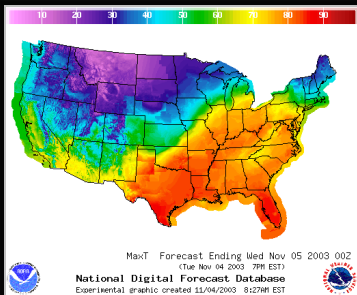 10 20 30 40 50 60 70 80 90
MaxT Forecast Ending Wed Nov 05 2003 00Z
(Tue Nov 04 2003 7PM EST)
National Digital Forecast Database
Experimental graphic created 11/04/2003 8:27AM EST
NOAA